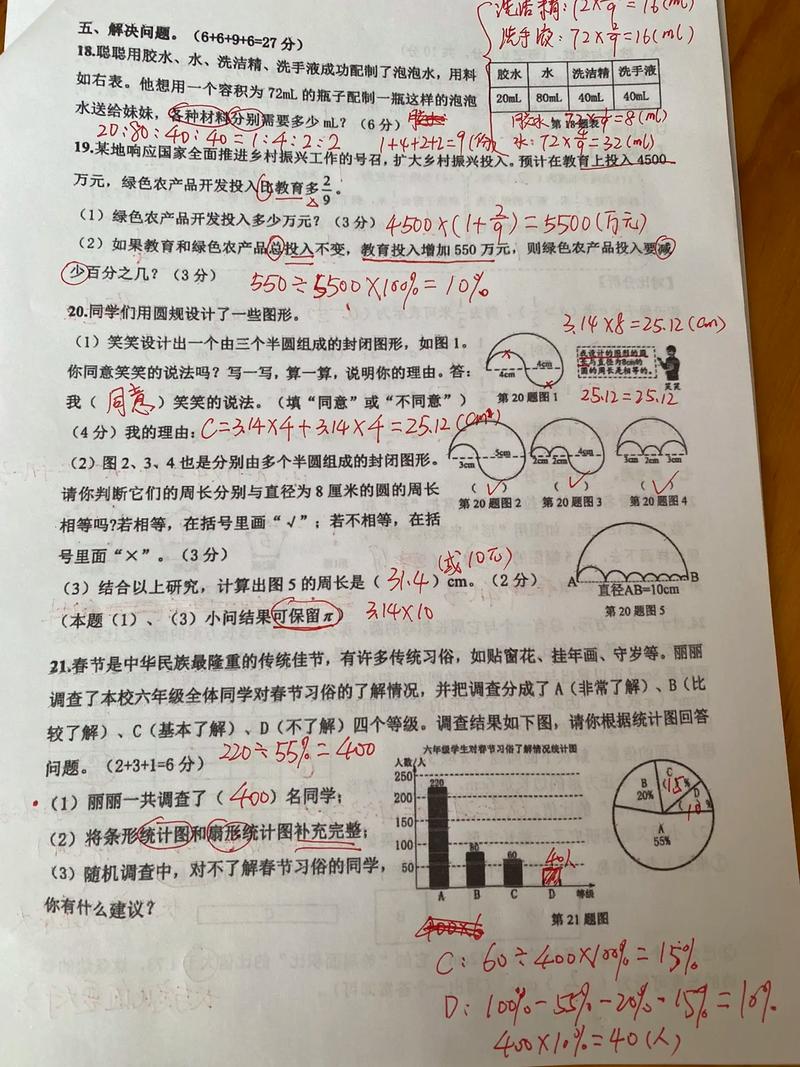 洗洁精：72×2/9=16(ml)
洗手液：72×2/9=16(ml)
五、解决问题。（6+6+9+6=27 分）
18.聪聪用胶水、水、洗洁精、洗手液成功配制了泡泡水，用料
如右表。他想用一个容积为 72mL 的瓶子配制一瓶这样的泡泡
水送给妹妹，各种材料分别需要多少 mL？（6 分）
胶水 水 洗洁精 洗手液
20mL 80mL 40mL 40mL
第 18题表
胶水 72×1/9=8(ml)
水：72×4/9=32(ml)
20:80:40:40=1:4:2:2
1+4+2+2=9(份)
19.某地响应国家全面推进乡村振兴工作的号召，扩大乡村振兴投入。预计在教育上投入 4500
万元，绿色农产品开发投入比教育多2/9。
（1）绿色农产品开发投入多少万元？（3 分）
4500×(1+2/9)=5500(万元)
（2）如果教育和绿色农产品总投入不变，教育投入增加 550 万元，则绿色农产品投入要减
少百分之几？（3 分）
550÷5500×100%=10%
20.同学们用圆规设计了一些图形。
3.14×8=25.12(cm)
（1）笑笑设计出一个由三个半圆组成的封闭图形，如图 1。
你同意笑笑的说法吗？写一写，算一算，说明你的理由。答：
我（同意）笑笑的说法。（填“同意”或“不同意”）
4cm 4cm
第 20 题图 1
我设计的图形的周
长与直径为8cm的
圆的周长是相等的。
笑笑
25.12=25.12
（4 分）我的理由：C=3.14×4+3.14×4=25.12(cm)
（2）图 2、3、4 也是分别由多个半圆组成的封闭图形。
请你判断它们的周长分别与直径为 8 厘米的圆的周长
相等吗?若相等，在括号里画“√”；若不相等，在括
号里面“×”。（3 分）
3cm 5cm
（√）
第 20 题图 2
2cm 2cm 4cm
（√）
第 20 题图 3
3cm 2cm 3cm
（√）
第 20 题图 4
（3）结合以上研究，计算出图 5 的周长是（31.4）cm。（2 分）
(或10π)
（本题（1）、（3）小问结果可保留π）
3.14×10
A B
直径AB=10cm
第 20 题图 5
21.春节是中华民族最隆重的传统佳节，有许多传统习俗，如贴窗花、挂年画、守岁等。丽丽
调查了本校六年级全体同学对春节习俗的了解情况，并把调查分成了 A（非常了解）、B（比
较了解）、C（基本了解）、D（不了解）四个等级。调查结果如下图，请你根据统计图回答
问题。（2+3+1=6 分）
220÷55%=400
（1）丽丽一共调查了（400）名同学；
（2）将条形统计图和扇形统计图补充完整；
（3）随机调查中，对不了解春节习俗的同学，
你有什么建议？
六年级学生对春节习俗了解情况统计图
人数/人
250
200
150
100
50
220
80
60
40人
A B C D 等级
B
20%
C
(15%)
D
(10%)
A
55%
第 21 题图
C：60÷400×100%=15%
D：100%-55%-20%-15%=10%
400×10%=40(人)